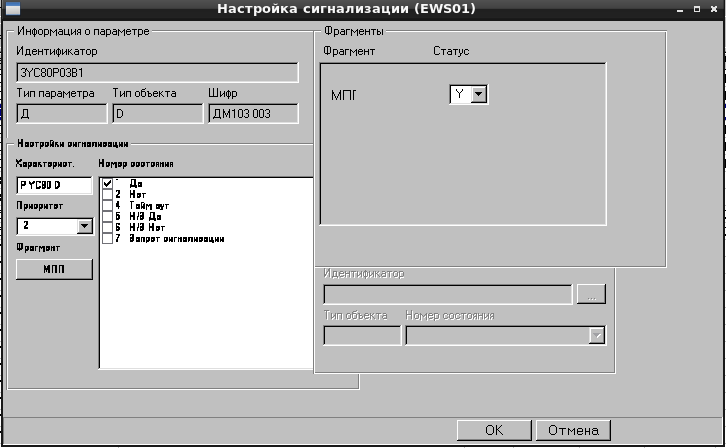 Настройка сигнализации (EWS01)
Информация о параметре
Идентификатор
3YC80P03B1
Тип параметра Тип объекта Шифр
Д D ДМ103 003
Настройки сигнализации
Характерист. Номер состояния
P YC80 D
1 Да
2 Нет
4 Тайм аут
5 Н/В Да
6 Н/В Нет
7 Запрет сигнализации
Приоритет
2
Фрагмент
МПП
Фрагменты
Фрагмент Статус
МПГ Y
Идентификатор
...
Тип объекта Номер состояния
OK Отмена